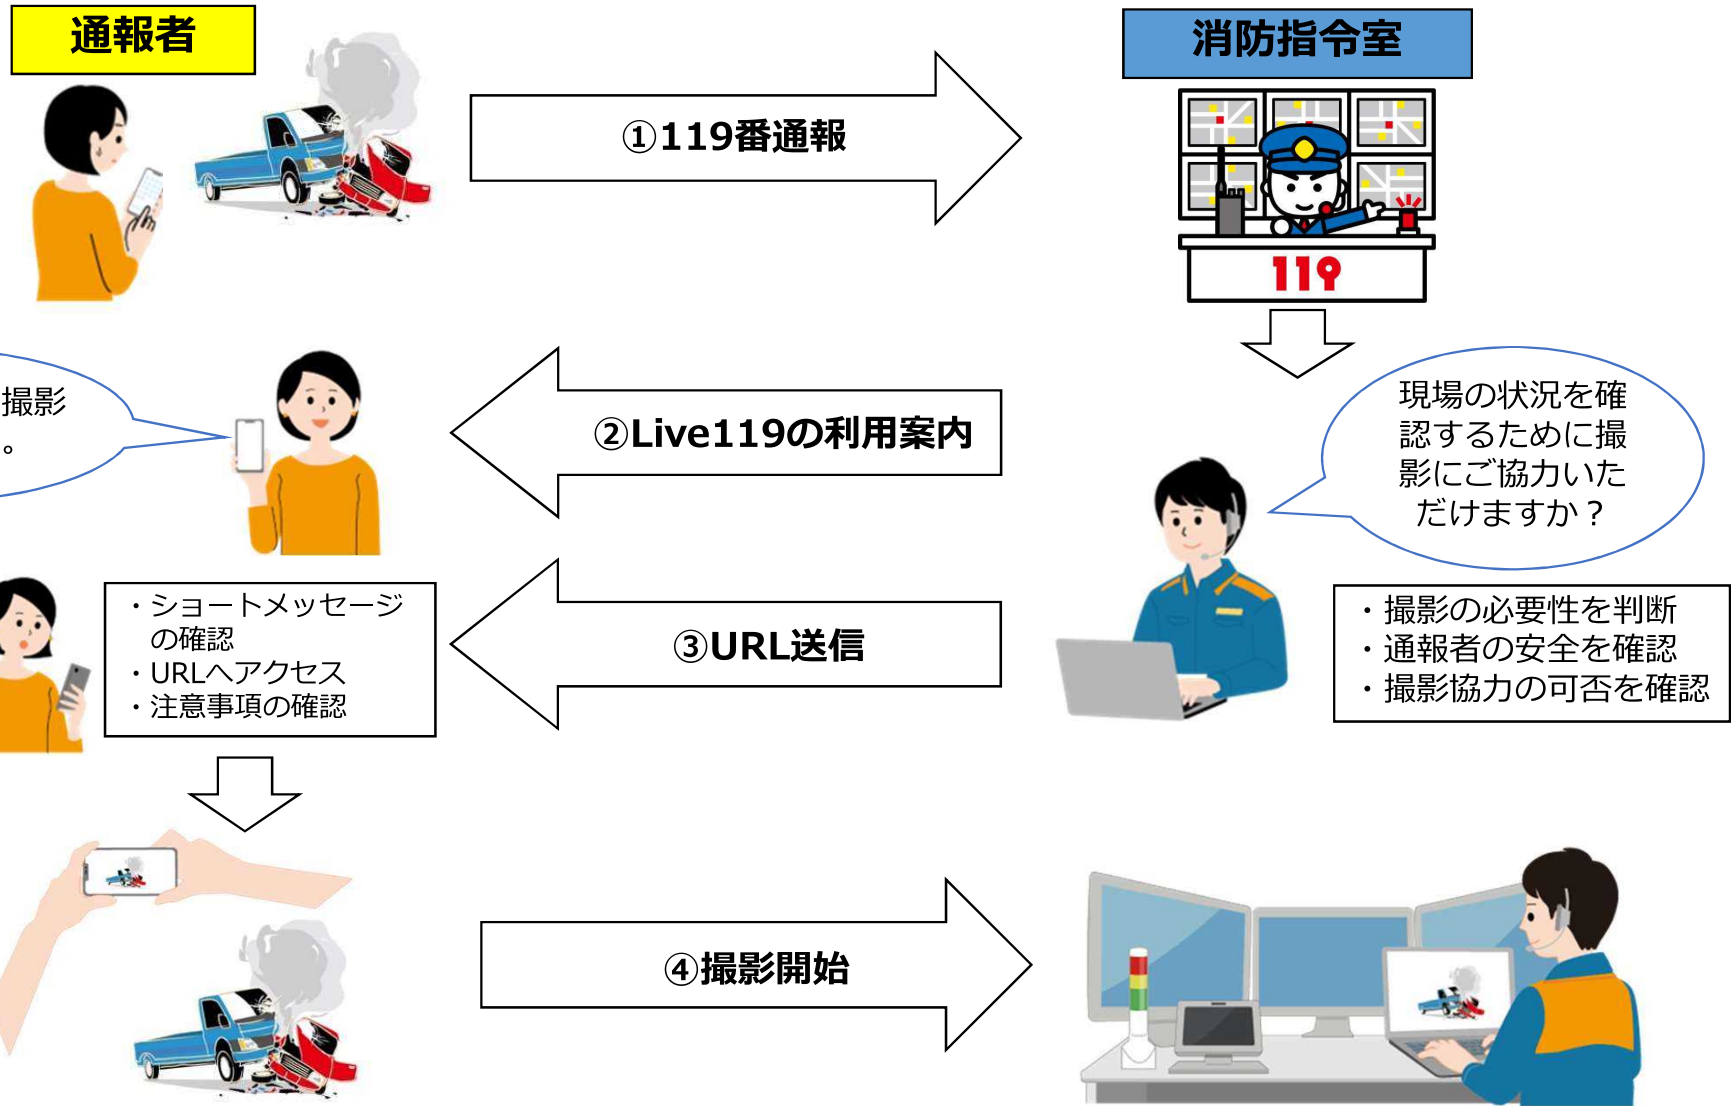 通報者
消防指令室
①119番通報
119
撮影
。
②Live119の利用案内
現場の状況を確
認するために撮
影にご協力いた
だけますか？
・ショートメッセージ
の確認
・URLへアクセス
・注意事項の確認
③URL送信
・撮影の必要性を判断
・通報者の安全を確認
・撮影協力の可否を確認
④撮影開始